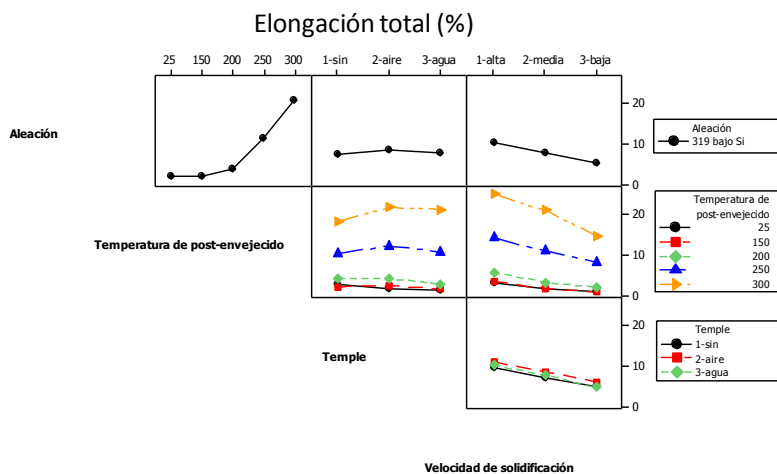 Elongación total (%)
25 150 200 250 300
1-sin 2-aire 3-agua
1-alta 2-media 3-baja
Aleación
20
10
0
Aleación
319 bajo Si
Temperatura de post-envejecido
20
10
0
Temperatura de
post-envejecido
25
150
200
250
300
Temple
20
10
0
Temple
1-sin
2-aire
3-agua
Velocidad de solidificación